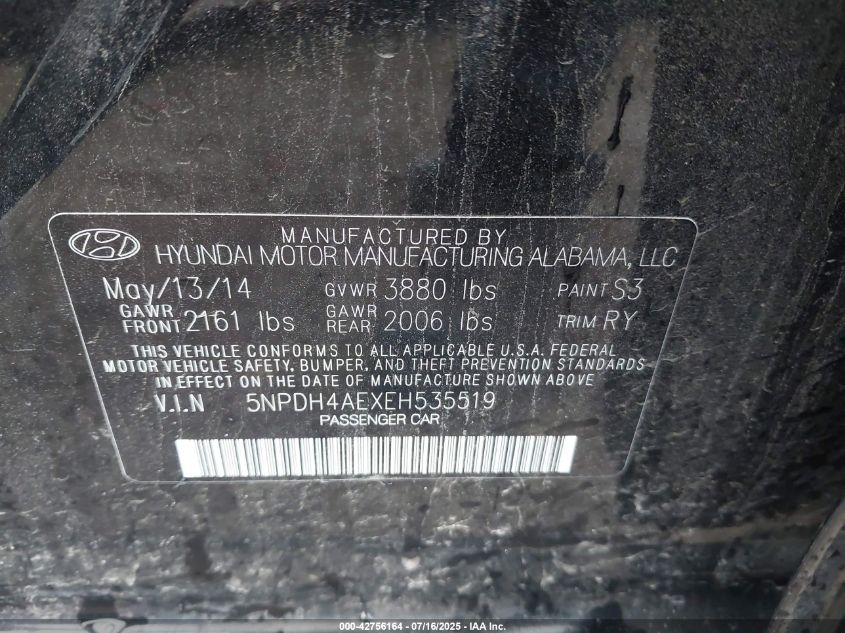 MANUFACTURED BY
HYUNDAI MOTOR MANUFACTURING ALABAMA, LLC
May/13/14 GVWR 3880 lbs PAINT S3
GAWR FRONT 2161 lbs GAWR REAR 2006 lbs TRIM RY
THIS VEHICLE CONFORMS TO ALL APPLICABLE U.S.A. FEDERAL
MOTOR VEHICLE SAFETY, BUMPER, AND THEFT PREVENTION STANDARDS
IN EFFECT ON THE DATE OF MANUFACTURE SHOWN ABOVE
V.I.N 5NPDH4AEXEH535519
PASSENGER CAR
000-42756164 - 07/16/2025 - IAA Inc.